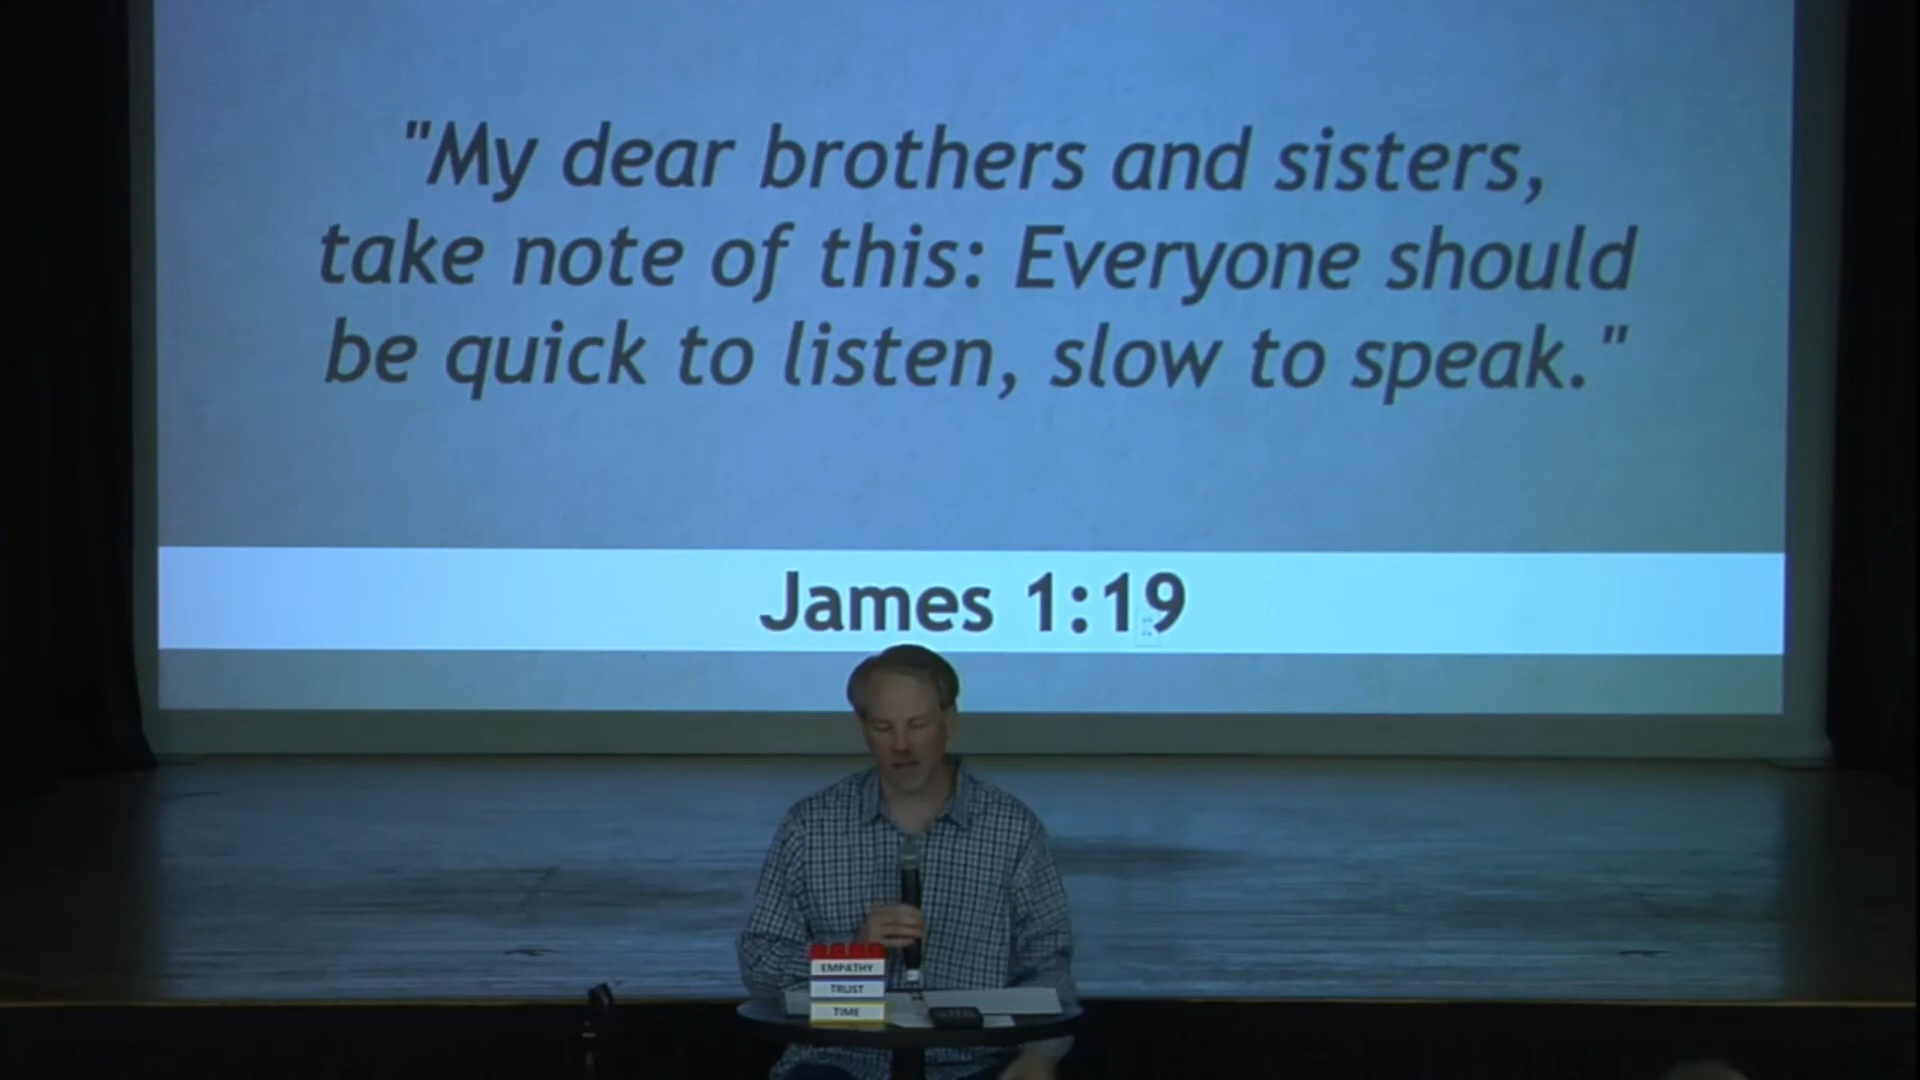 "My dear brothers and sisters,
take note of this: Everyone should
be quick to listen, slow to speak."
James 1:19
EMPATHY
TRUST
TIME